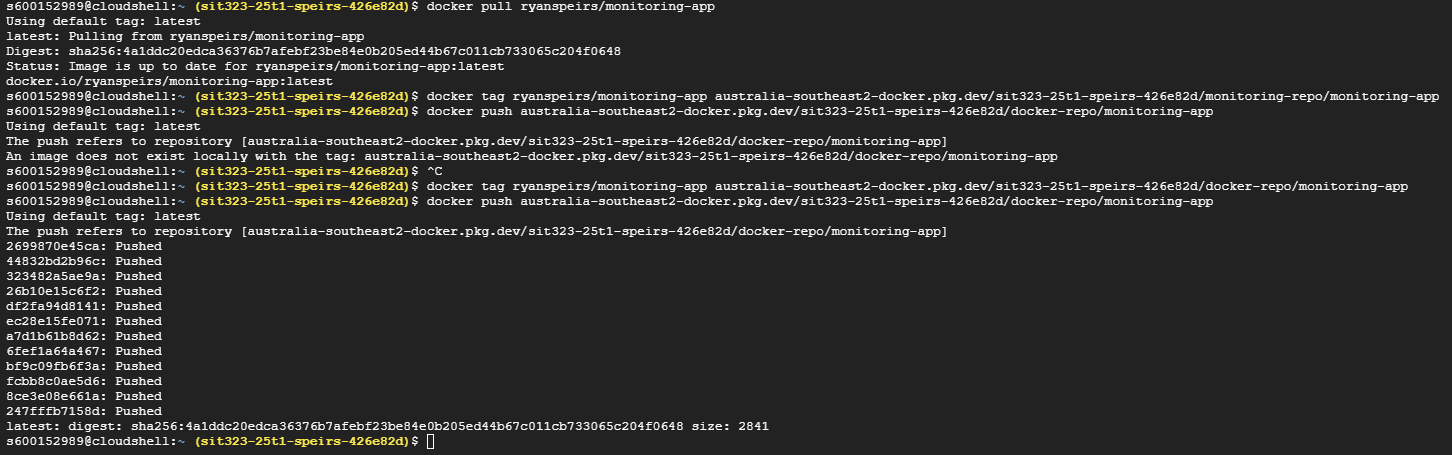 s600152989@cloudshell:~ (sit323-25t1-speirs-426e82d)$ docker pull ryanspeirs/monitoring-app
Using default tag: latest
latest: Pulling from ryanspeirs/monitoring-app
Digest: sha256:4a1ddc20edca36376b7afebf23be84e0b205ed44b67c011cb733065c204f0648
Status: Image is up to date for ryanspeirs/monitoring-app:latest
docker.io/ryanspeirs/monitoring-app:latest
s600152989@cloudshell:~ (sit323-25t1-speirs-426e82d)$ docker tag ryanspeirs/monitoring-app australia-southeast2-docker.pkg.dev/sit323-25t1-speirs-426e82d/monitoring-repo/monitoring-app
s600152989@cloudshell:~ (sit323-25t1-speirs-426e82d)$ docker push australia-southeast2-docker.pkg.dev/sit323-25t1-speirs-426e82d/docker-repo/monitoring-app
Using default tag: latest
The push refers to repository [australia-southeast2-docker.pkg.dev/sit323-25t1-speirs-426e82d/docker-repo/monitoring-app]
An image does not exist locally with the tag: australia-southeast2-docker.pkg.dev/sit323-25t1-speirs-426e82d/docker-repo/monitoring-app
s600152989@cloudshell:~ (sit323-25t1-speirs-426e82d)$ ^C
s600152989@cloudshell:~ (sit323-25t1-speirs-426e82d)$ docker tag ryanspeirs/monitoring-app australia-southeast2-docker.pkg.dev/sit323-25t1-speirs-426e82d/docker-repo/monitoring-app
s600152989@cloudshell:~ (sit323-25t1-speirs-426e82d)$ docker push australia-southeast2-docker.pkg.dev/sit323-25t1-speirs-426e82d/docker-repo/monitoring-app
Using default tag: latest
The push refers to repository [australia-southeast2-docker.pkg.dev/sit323-25t1-speirs-426e82d/docker-repo/monitoring-app]
2699870e45ca: Pushed
44832bd2b96c: Pushed
323482a5ae9a: Pushed
26b10e15c6f2: Pushed
df2fa94d8141: Pushed
ec28e15fe071: Pushed
a7d1b61b8d62: Pushed
6fef1a64a467: Pushed
bf9c09fb6f3a: Pushed
fcbb8c0ae5d6: Pushed
8ce3e08e661a: Pushed
247fffb7158d: Pushed
latest: digest: sha256:4a1ddc20edca36376b7afebf23be84e0b205ed44b67c011cb733065c204f0648 size: 2841
s600152989@cloudshell:~ (sit323-25t1-speirs-426e82d)$